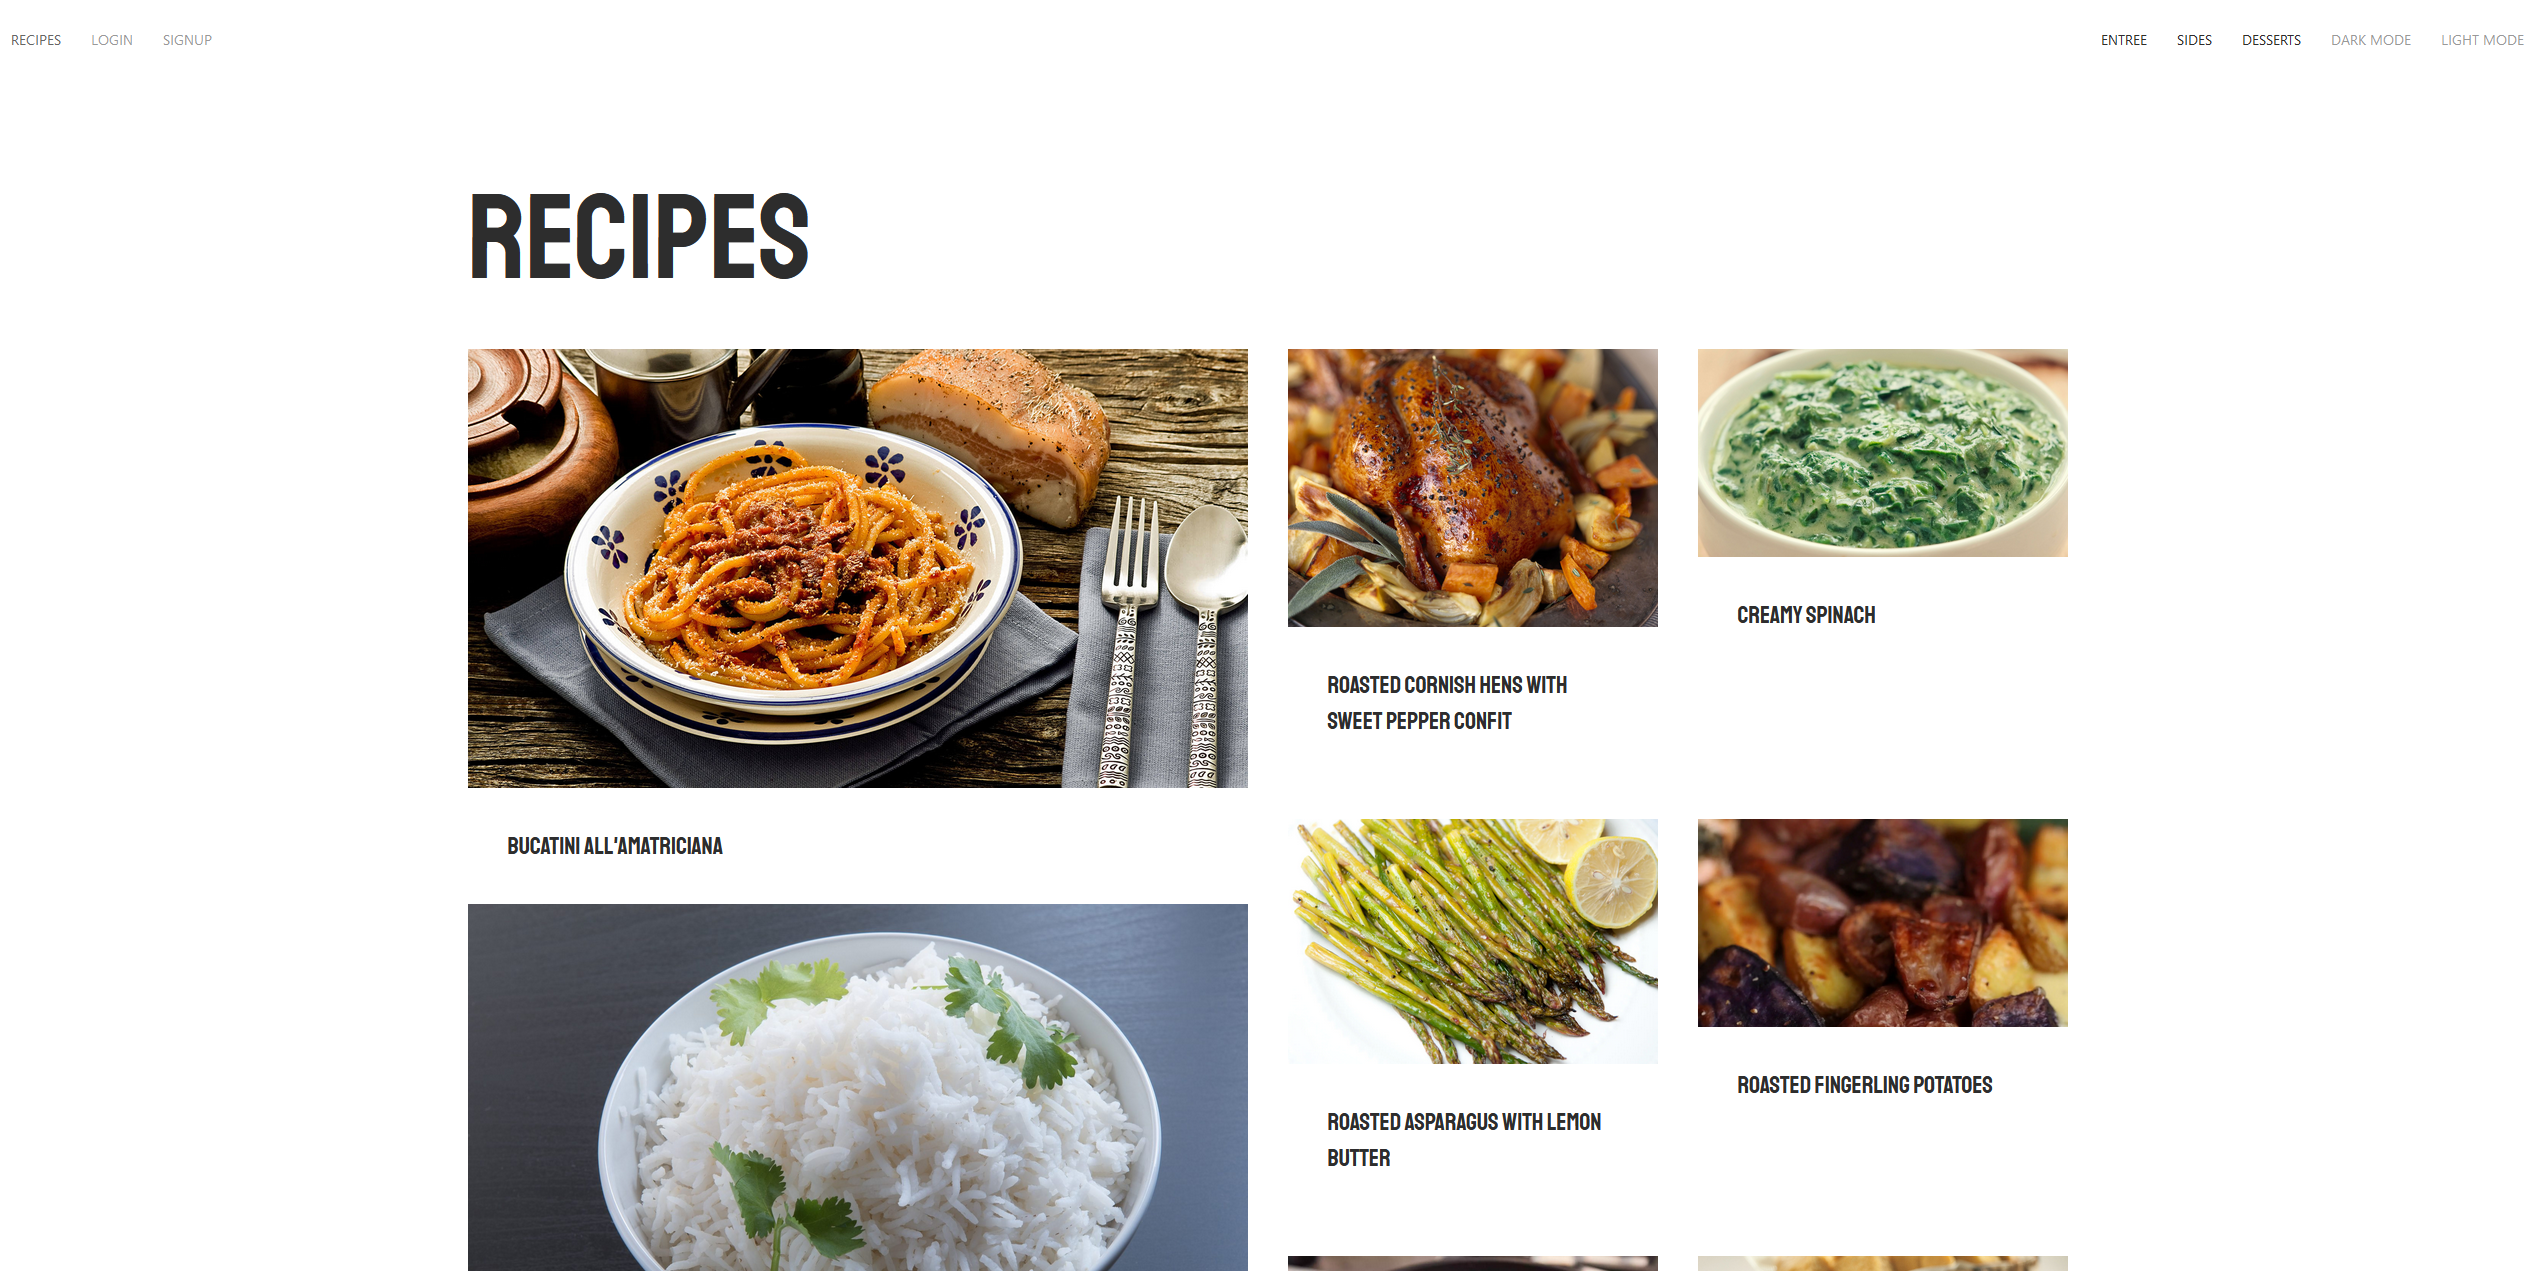 RECIPES
LOGIN
SIGNUP
ENTREE
SIDES
DESSERTS
DARK MODE
LIGHT MODE
RECIPES
BUCATINI ALL'AMATRICIANA
ROASTED CORNISH HENS WITH
SWEET PEPPER CONFIT
CREAMY SPINACH
ROASTED ASPARAGUS WITH LEMON
BUTTER
ROASTED FINGERLING POTATOES